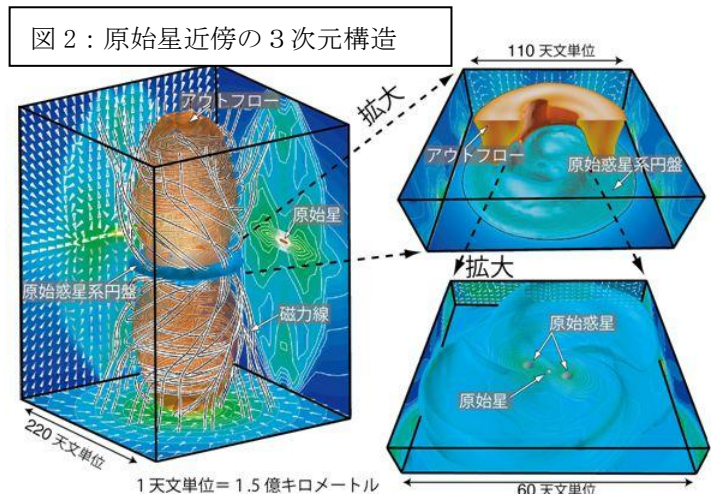 図2：原始星近傍の3次元構造
アウトフロー
原始星
原始惑星系円盤
磁力線
220 天文単位
1天文単位＝1.5億キロメートル
拡大
110 天文単位
アウトフロー
原始惑星系円盤
拡大
原始惑星
原始星
60 天文単位